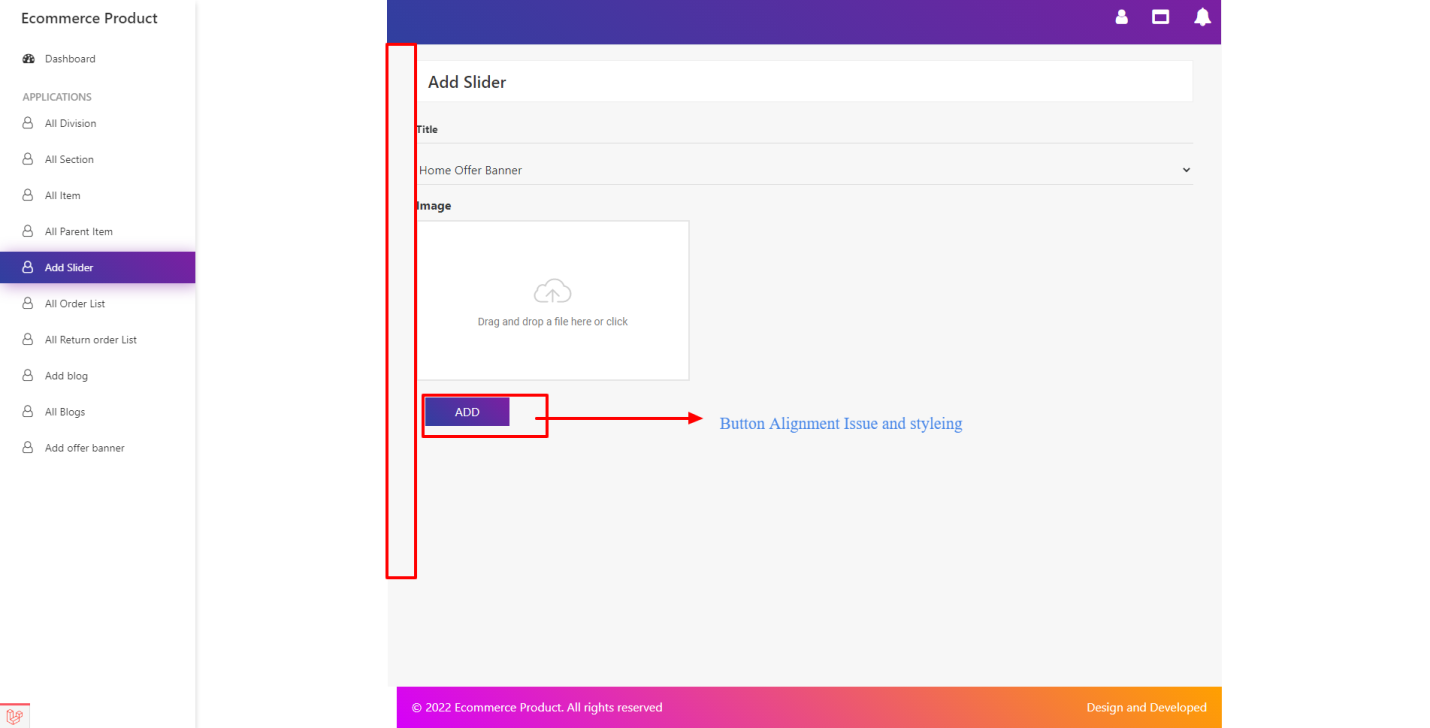 Ecommerce Product
Dashboard
APPLICATIONS
All Division
All Section
All Item
All Parent Item
Add Slider
All Order List
All Return order List
Add blog
All Blogs
Add offer banner
Add Slider
Title
Home Offer Banner
Image
Drag and drop a file here or click
ADD
Button Alignment Issue and styleing
© 2022 Ecommerce Product. All rights reserved
Design and Developed